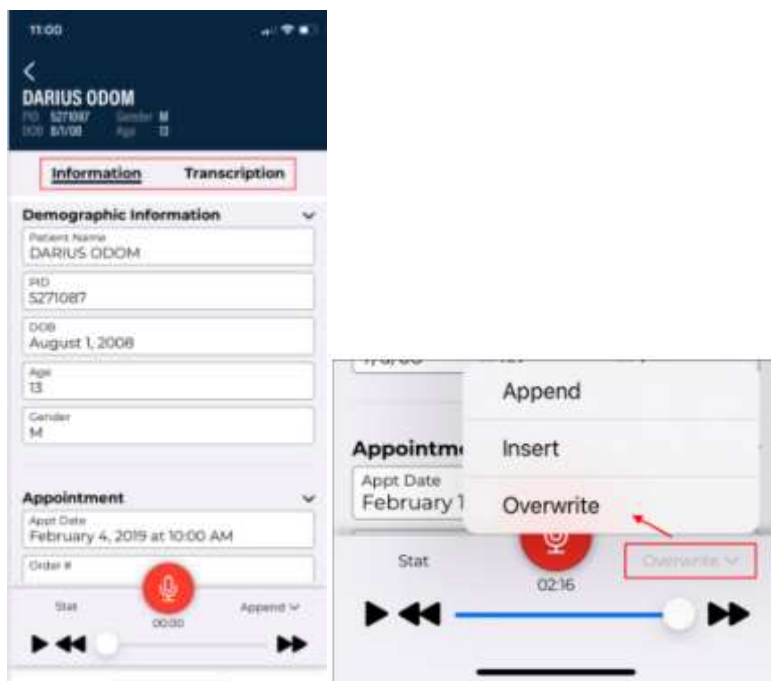 11:00
DARIUS ODOM
PID 5271087 Gender M
DOB 8/1/08 Age 13
Information Transcription
Demographic Information
Patient Name
DARIUS ODOM
PID
5271087
DOB
August 1, 2008
Age
13
Gender
M
Appointment
Appt Date
February 4, 2019 at 10:00 AM
Order #
Stat
Append
00:00
Append
Insert
Overwrite
Appointm
Appt Date
February 1
Stat
Overwrite
02:16